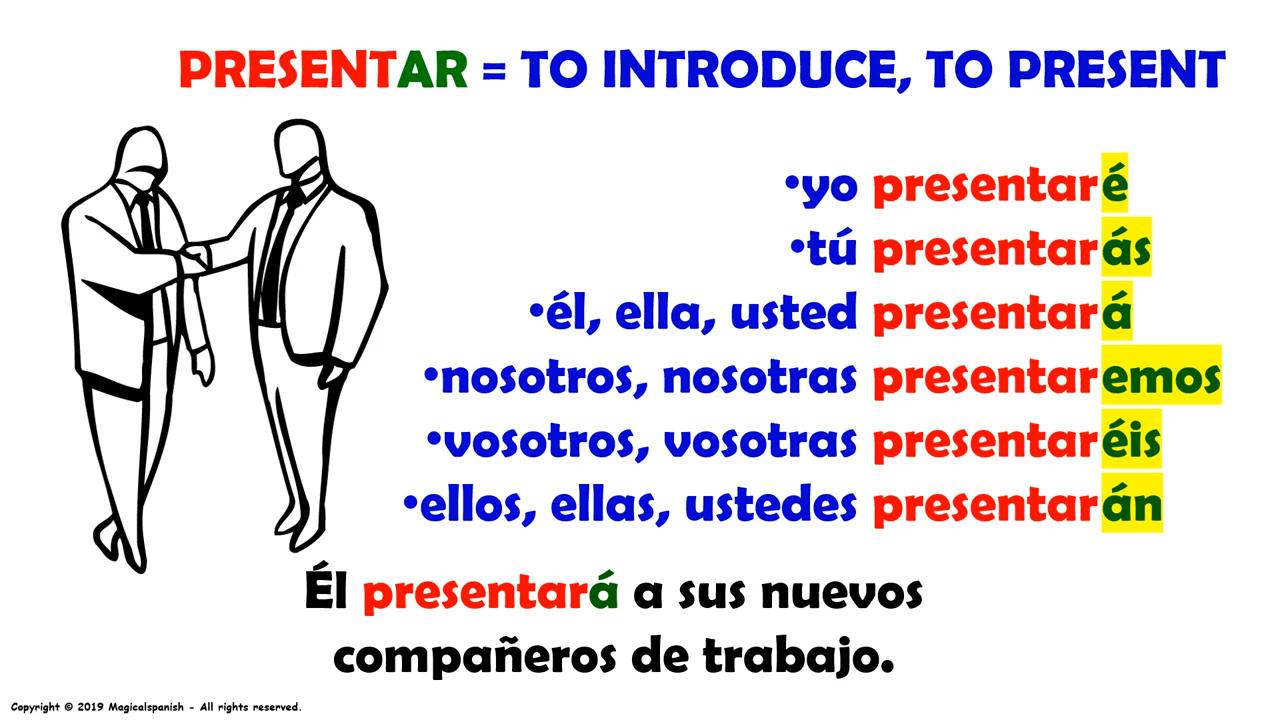 PRESENTAR = TO INTRODUCE, TO PRESENT
•yo presentaré
•tú presentarás
•él, ella, usted presentará
•nosotros, nosotras presentaremos
•vosotros, vosotras presentaréis
•ellos, ellas, ustedes presentarán
Él presentará a sus nuevos
compañeros de trabajo.
Copyright © 2019 Magicalspanish - All rights reserved.